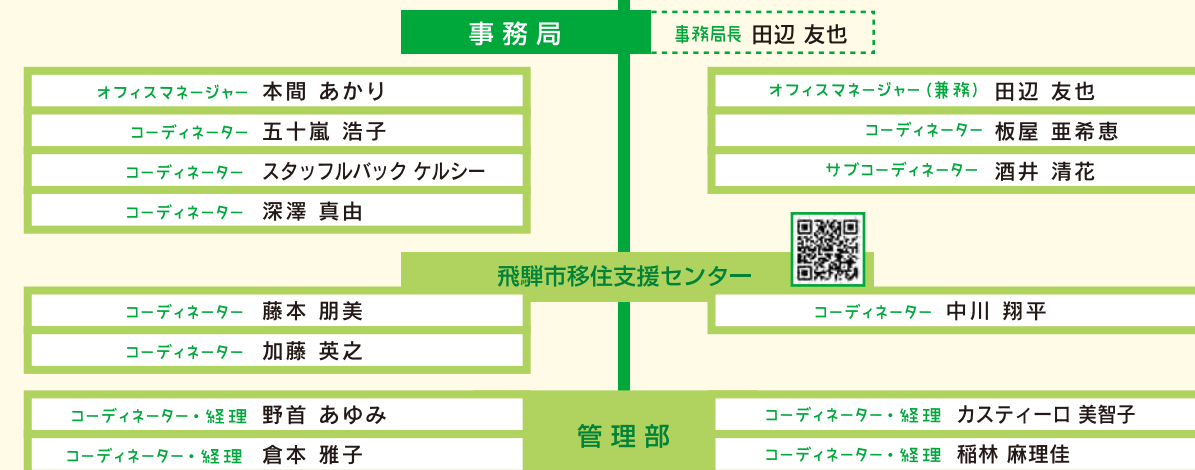 事務局
事務局長 田辺 友也
オフィスマネージャー 本間 あかり
コーディネーター 五十嵐 浩子
コーディネーター スタッフルバック ケルシー
コーディネーター 深澤 真由
オフィスマネージャー（兼務） 田辺 友也
コーディネーター 板屋 亜希恵
サブコーディネーター 酒井 清花
飛騨市移住支援センター
コーディネーター 藤本 朋美
コーディネーター 加藤 英之
コーディネーター 中川 翔平
管理部
コーディネーター・経理 野首 あゆみ
コーディネーター・経理 倉本 雅子
コーディネーター・経理 カスティーロ 美智子
コーディネーター・経理 稲林 麻理佳